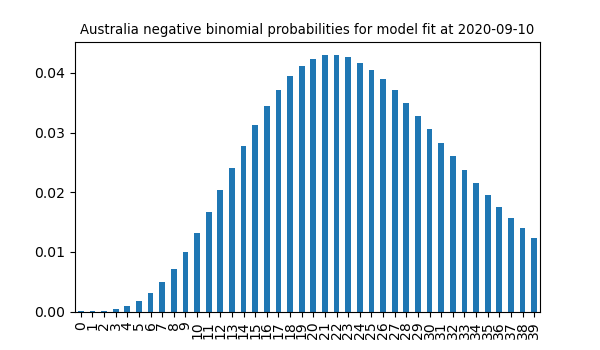 Australia negative binomial probabilities for model fit at 2020-09-10
0.04
0.03
0.02
0.01
0.00
0 1 2 3 4 5 6 7 8 9 10 11 12 13 14 15 16 17 18 19 20 21 22 23 24 25 26 27 28 29 30 31 32 33 34 35 36 37 38 39